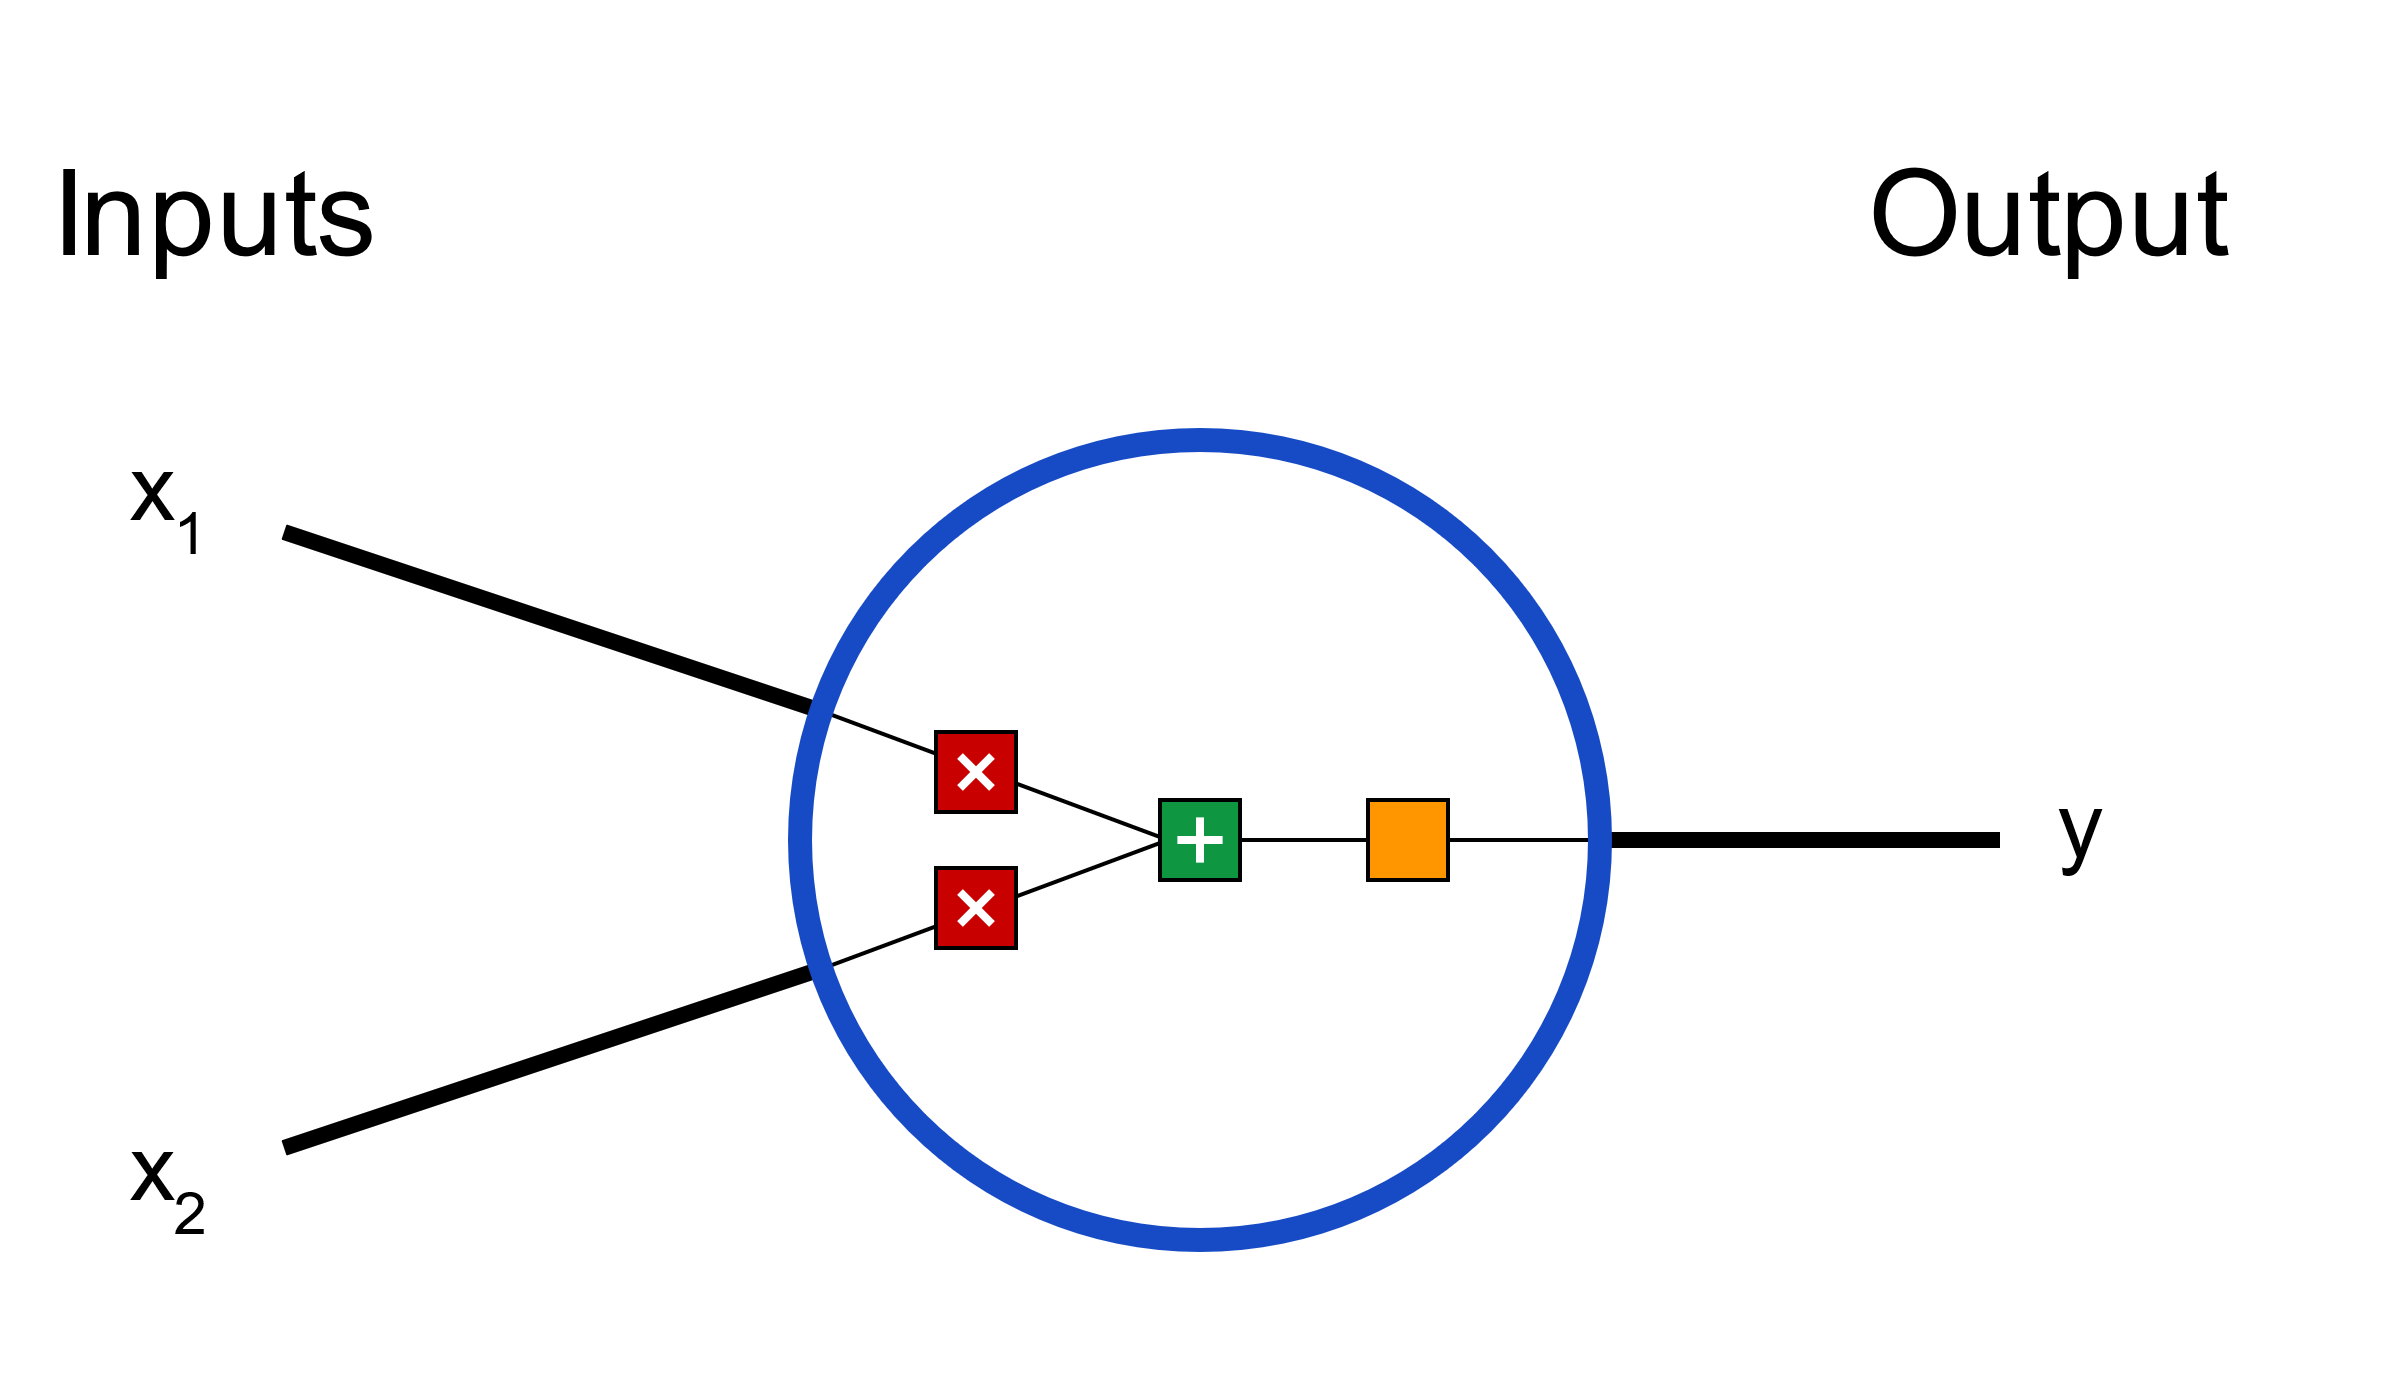 Inputs
Output
x₁
×
+
y
×
x₂